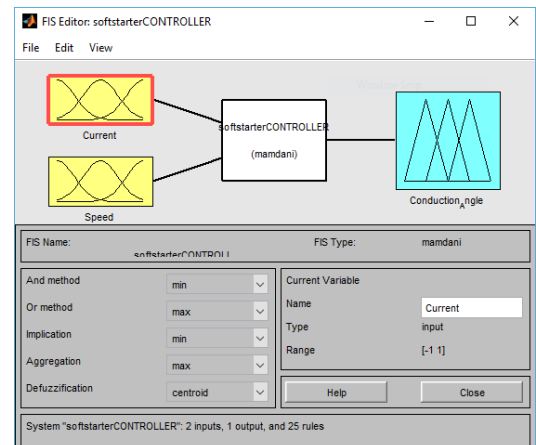 FIS Editor: softstarterCONTROLLER
File Edit View
Current
Speed
softstarterCONTROLLER
(mamdani)
Conduction_Angle
FIS Name:
softstarterCONTROLL
FIS Type:
mamdani
And method
min
Or method
max
Implication
min
Aggregation
max
Defuzzification
centroid
Current Variable
Name
Current
Type
input
Range
[-1 1]
Help
Close
System "softstarterCONTROLLER": 2 inputs, 1 output, and 25 rules